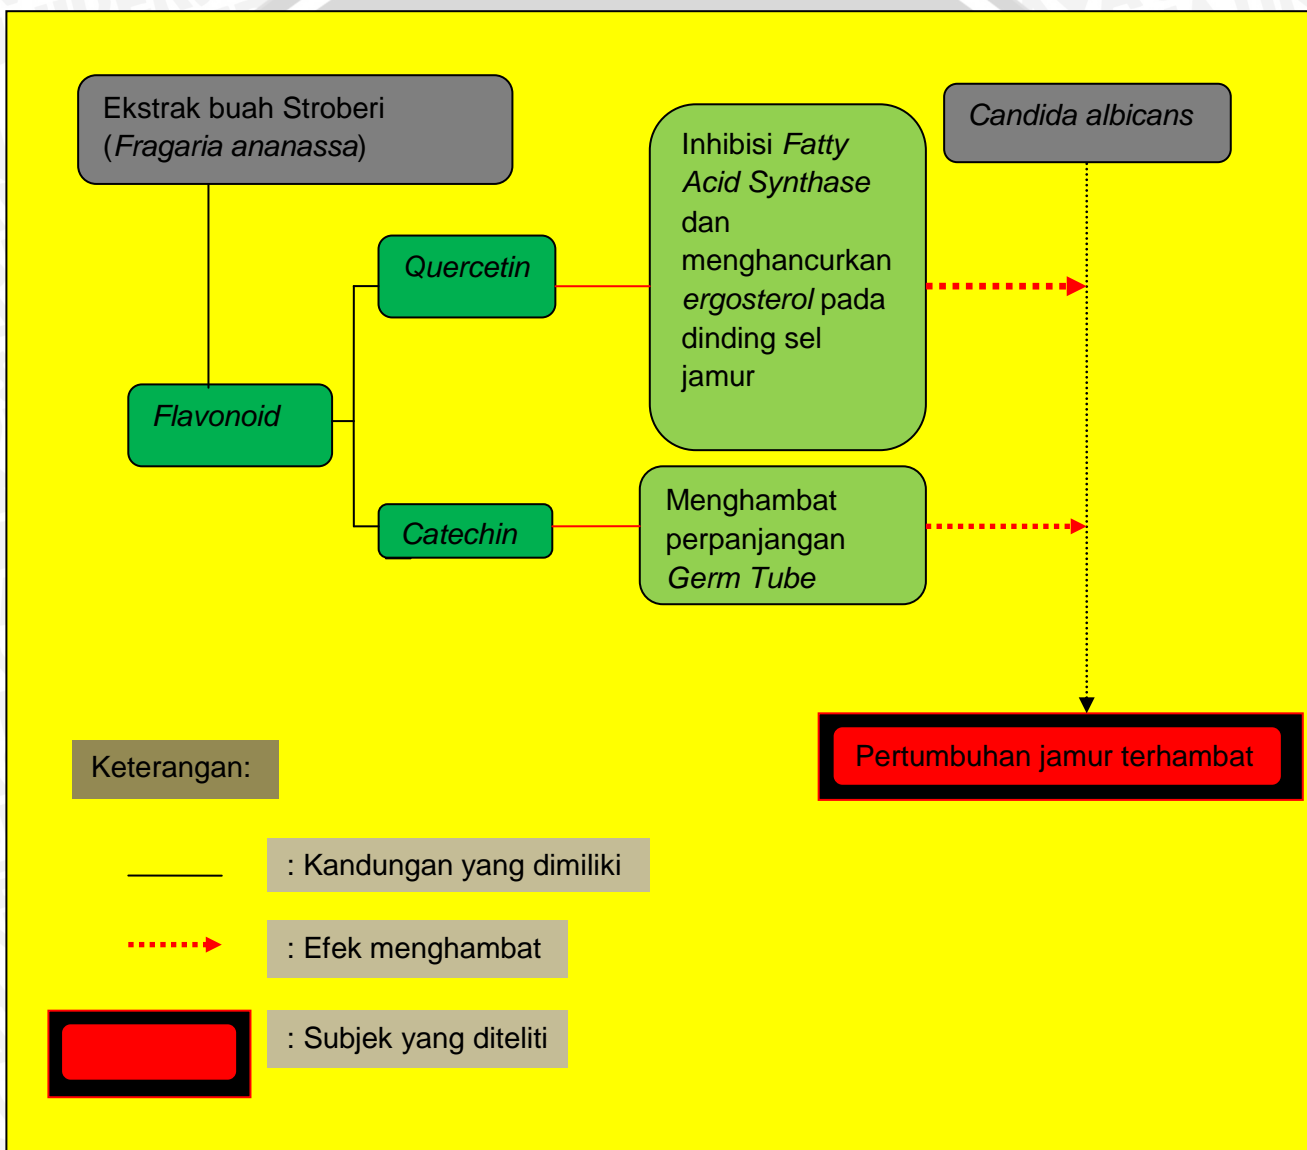 Ekstrak buah Stroberi
(Fragaria ananassa)
Candida albicans
Inhibisi Fatty
Acid Synthase
dan
menghancurkan
ergosterol pada
dinding sel
jamur
Quercetin
Flavonoid
Catechin
Menghambat
perpanjangan
Germ Tube
Pertumbuhan jamur terhambat
Keterangan:
: Kandungan yang dimiliki
: Efek menghambat
: Subjek yang diteliti